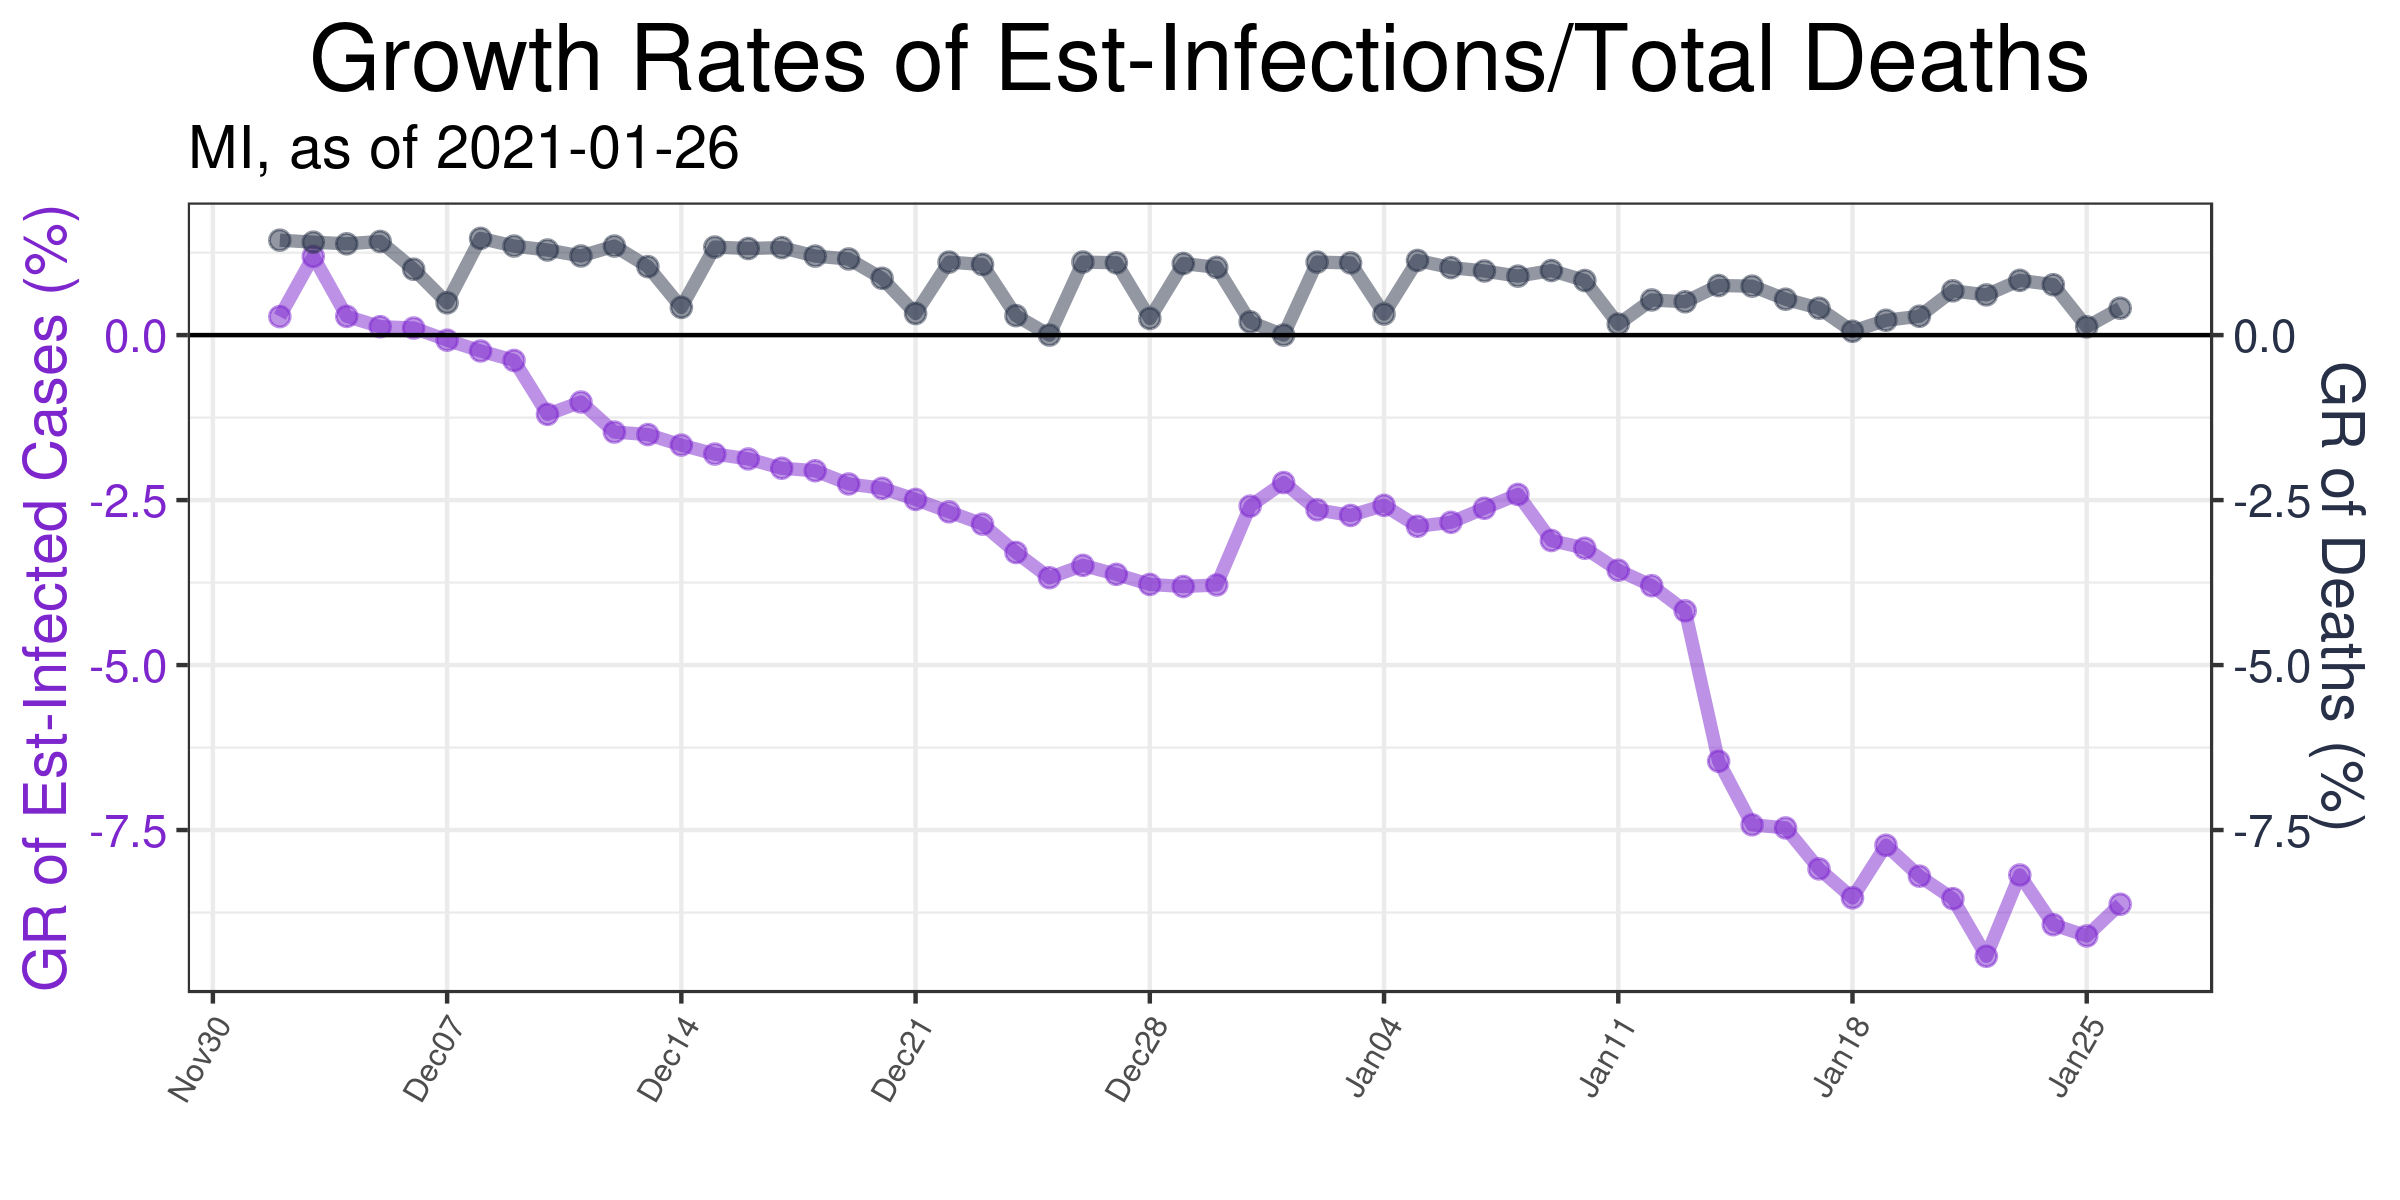 Growth Rates of Est-Infections/Total Deaths
MI, as of 2021-01-26
GR of Est-Infected Cases (%)
0.0
-2.5
-5.0
-7.5
0.0
-2.5
-5.0
-7.5
GR of Deaths (%)
Nov30
Dec07
Dec14
Dec21
Dec28
Jan04
Jan11
Jan18
Jan25